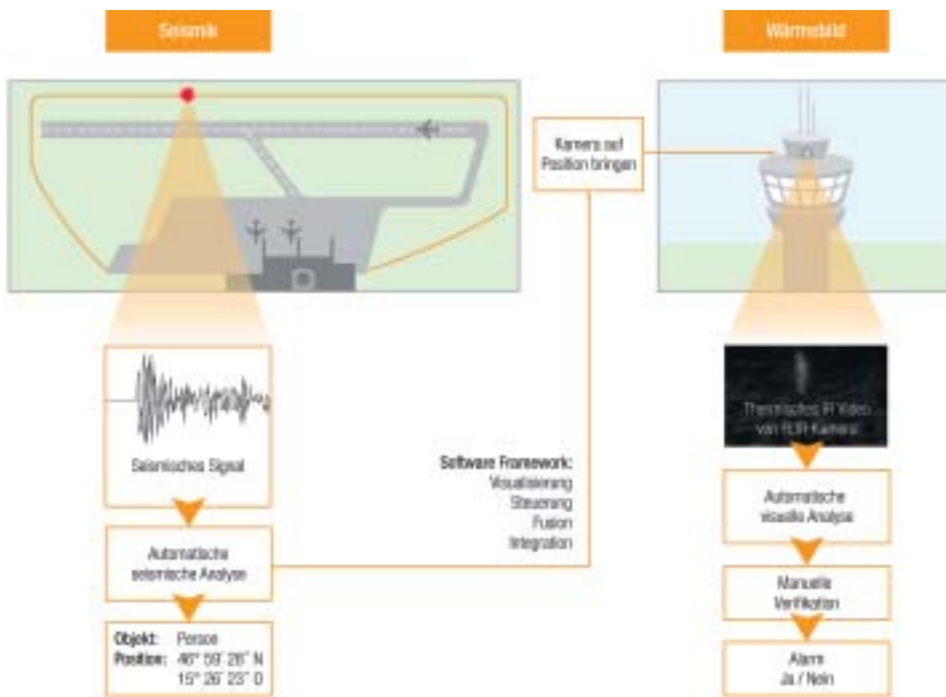 Seismik
Wärmebild
Kamera auf
Position bringen
Seismisches Signal
Thermisches IR Video
von FLIR Kamera
Software Framework:
Visualisierung
Steuerung
Fusion
Integration
Automatische
seismische Analyse
Automatische
visuelle Analyse
Manuelle
Verifikation
Objekt: Person
Position: 46° 59´ 28˝ N
15° 26´ 23˝ O
Alarm
Ja / Nein